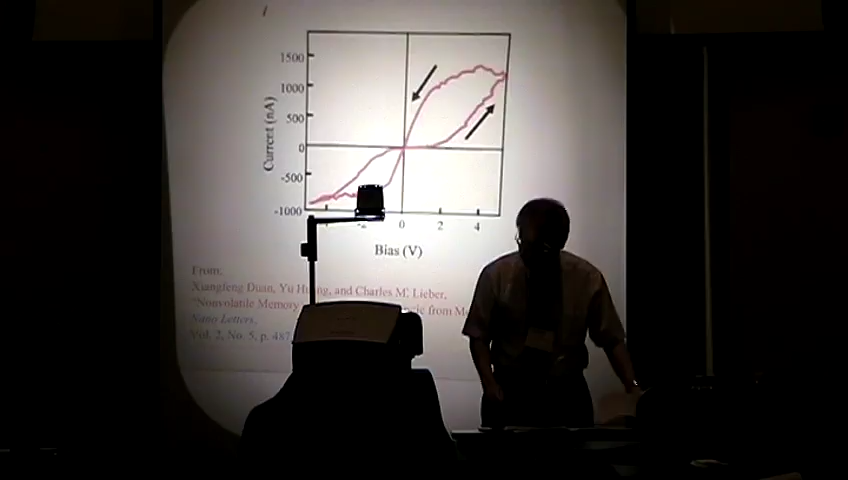 1500
1000
500
0
-500
-1000
Current (nA)
0 2 4
Bias (V)
From:
Xiangfeng Duan, Yu Huang, and Charles M. Lieber,
"Nonvolatile Memory from
Nano Letters,
Vol. 2, No. 5, p. 487